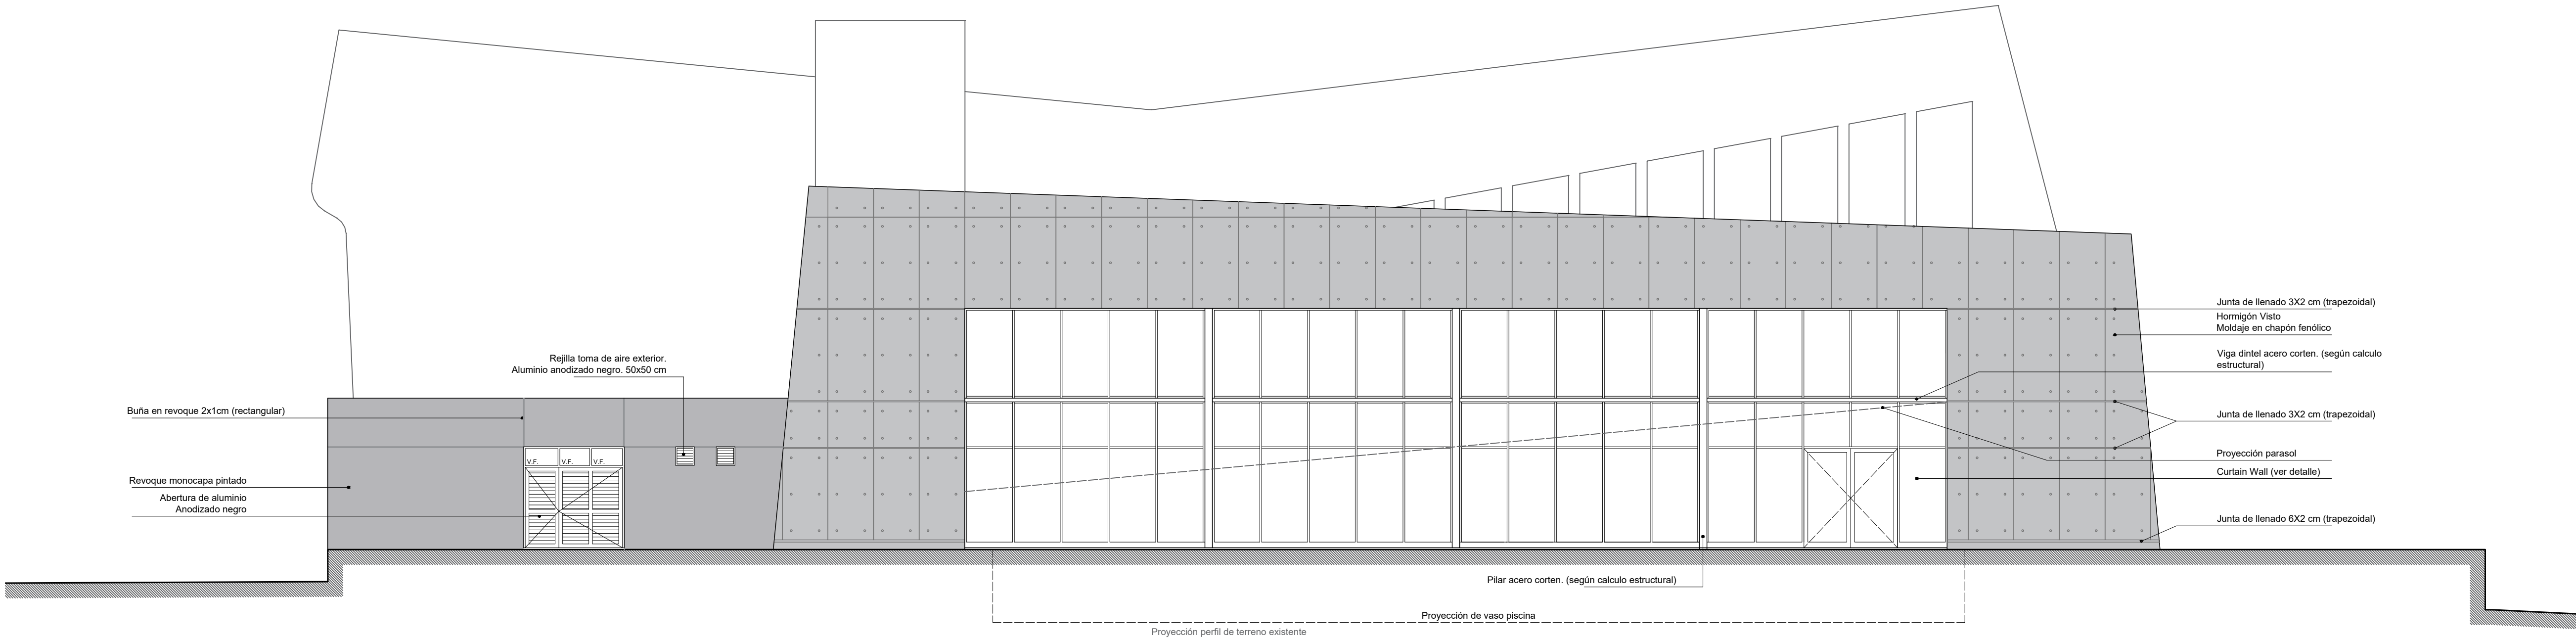 Junta de llenado 3X2 cm (trapezoidal)
Hormigón Visto
Moldaje en chapón fenólico
Viga dintel acero corten. (según calculo
estructural)
Rejilla toma de aire exterior.
Aluminio anodizado negro. 50x50 cm
Buña en revoque 2x1cm (rectangular)
Junta de llenado 3X2 cm (trapezoidal)
Proyección parasol
V.F. V.F. V.F.
Curtain Wall (ver detalle)
Revoque monocapa pintado
Abertura de aluminio
Anodizado negro
Junta de llenado 6X2 cm (trapezoidal)
Pilar acero corten. (según calculo estructural)
Proyección de vaso piscina
Proyección perfil de terreno existente